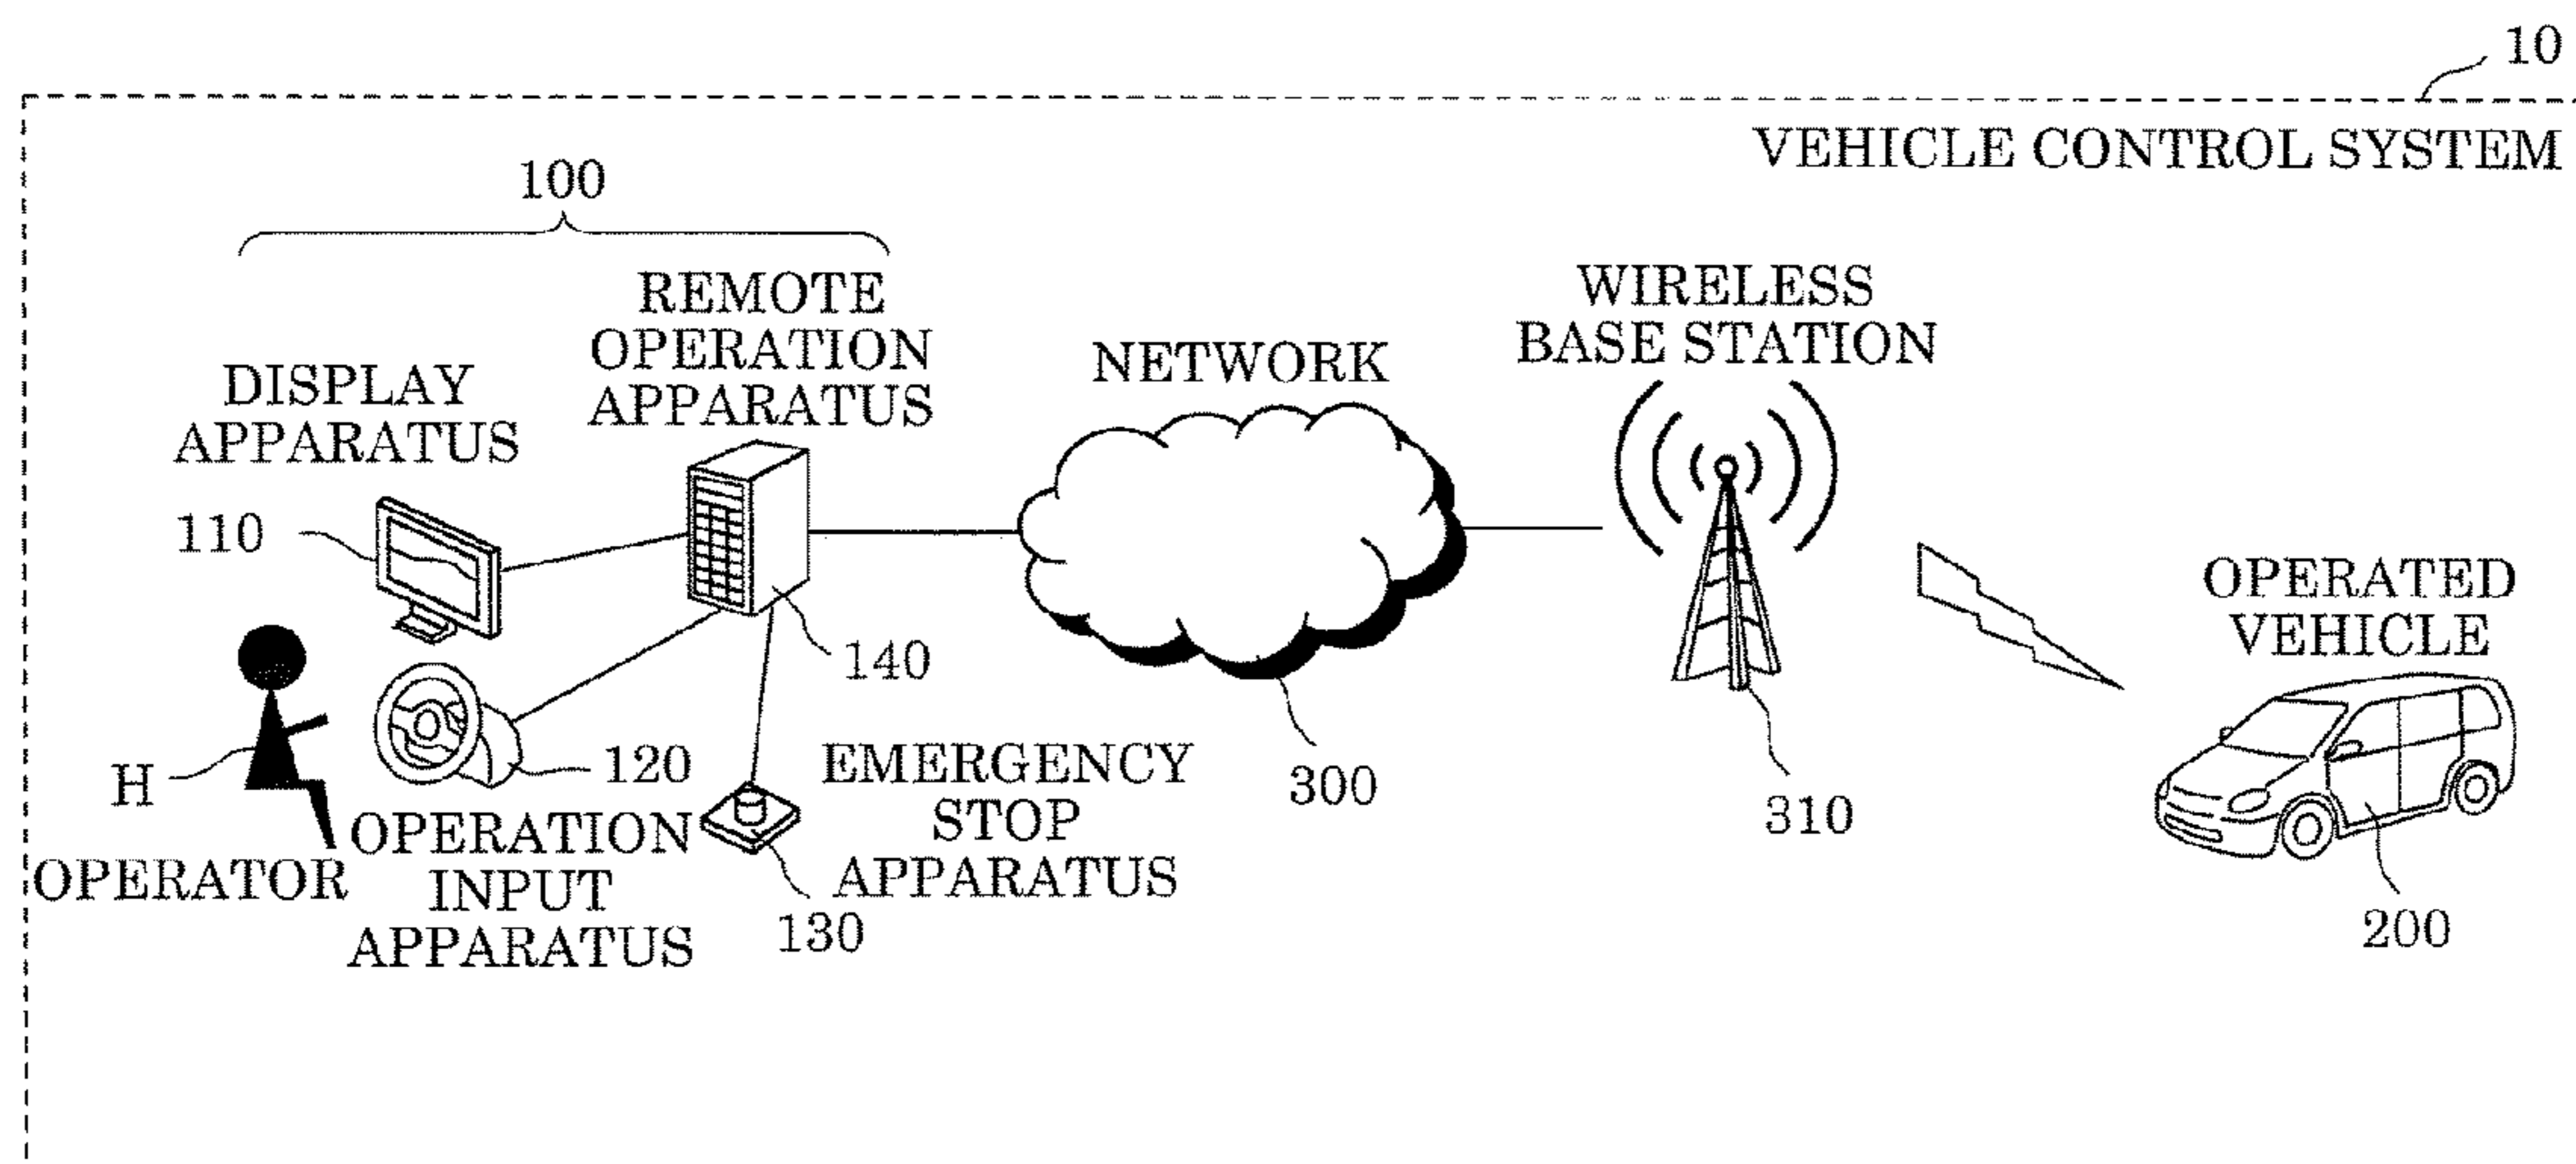 10
VEHICLE CONTROL SYSTEM
100
REMOTE
OPERATION
APPARATUS
DISPLAY
APPARATUS
110
140
NETWORK
300
WIRELESS
BASE STATION
310
OPERATED
VEHICLE
200
H
OPERATOR
120
OPERATION
INPUT
APPARATUS
EMERGENCY
STOP
APPARATUS
130